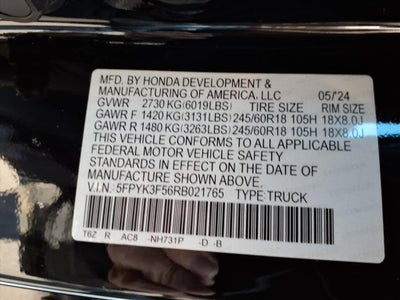 MFD. BY HONDA DEVELOPMENT &
MANUFACTURING OF AMERICA, LLC 05/24
GVWR 2730 KG(6019LBS) TIRE SIZE RIM SIZE
GAWR F 1420 KG(3131LBS) 245/60R18 105H 18X8.0J
GAWR R 1480 KG(3263LBS) 245/60R18 105H 18X8.0J
THIS VEHICLE CONFORMS TO ALL APPLICABLE
FEDERAL MOTOR VEHICLE SAFETY
STANDARDS IN EFFECT ON THE DATE OF
MANUFACTURE SHOWN ABOVE.
V.I.N.: 5FPYK3F56RB021765 TYPE TRUCK
T6Z R AC8 -NH731P -D -B